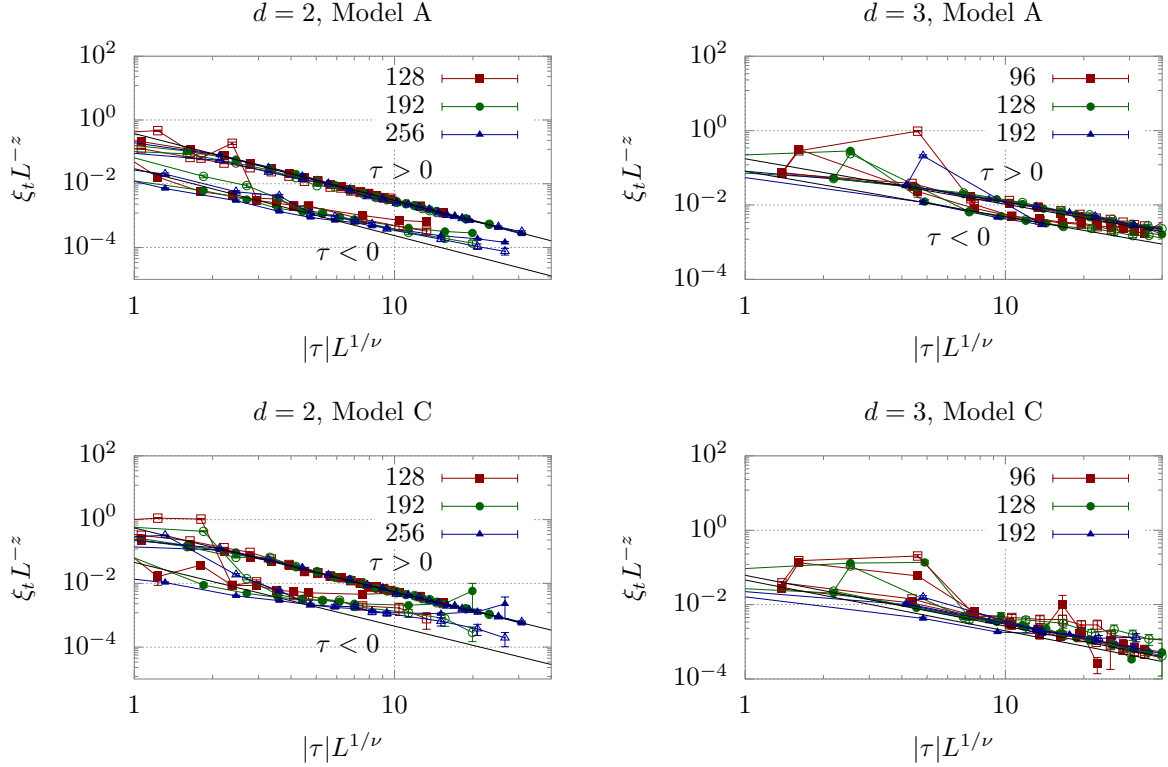 d = 2, Model A
10^2
10^0
10^{-2}
10^{-4}
ξ_t L^{-z}
128
192
256
τ > 0
τ < 0
1
10
|τ|L^{1/ν}
d = 3, Model A
10^2
10^0
10^{-2}
10^{-4}
ξ_t L^{-z}
96
128
192
τ > 0
τ < 0
1
10
|τ|L^{1/ν}
d = 2, Model C
10^2
10^0
10^{-2}
10^{-4}
ξ_t L^{-z}
128
192
256
τ > 0
τ < 0
1
10
|τ|L^{1/ν}
d = 3, Model C
10^2
10^0
10^{-2}
10^{-4}
ξ_t L^{-z}
96
128
192
1
10
|τ|L^{1/ν}